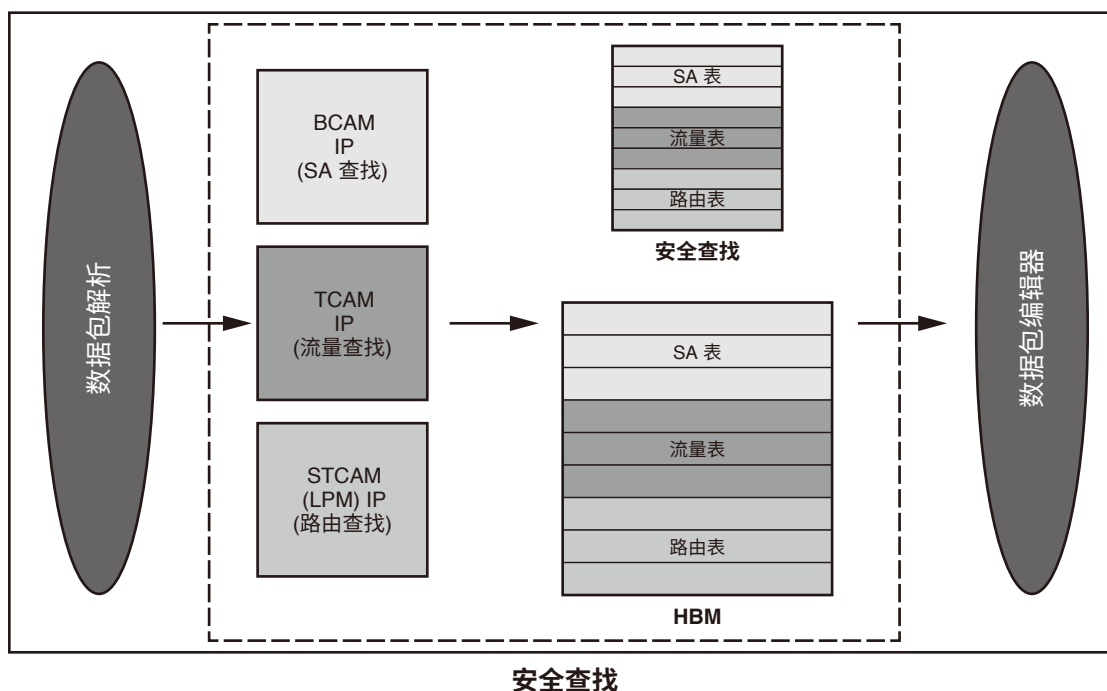 数据包解析
BCAM
IP
(SA 查找)
TCAM
IP
(流量查找)
STCAM
(LPM) IP
(路由查找)
SA 表
流量表
路由表
安全查找
SA 表
流量表
路由表
HBM
数据包编辑器
安全查找